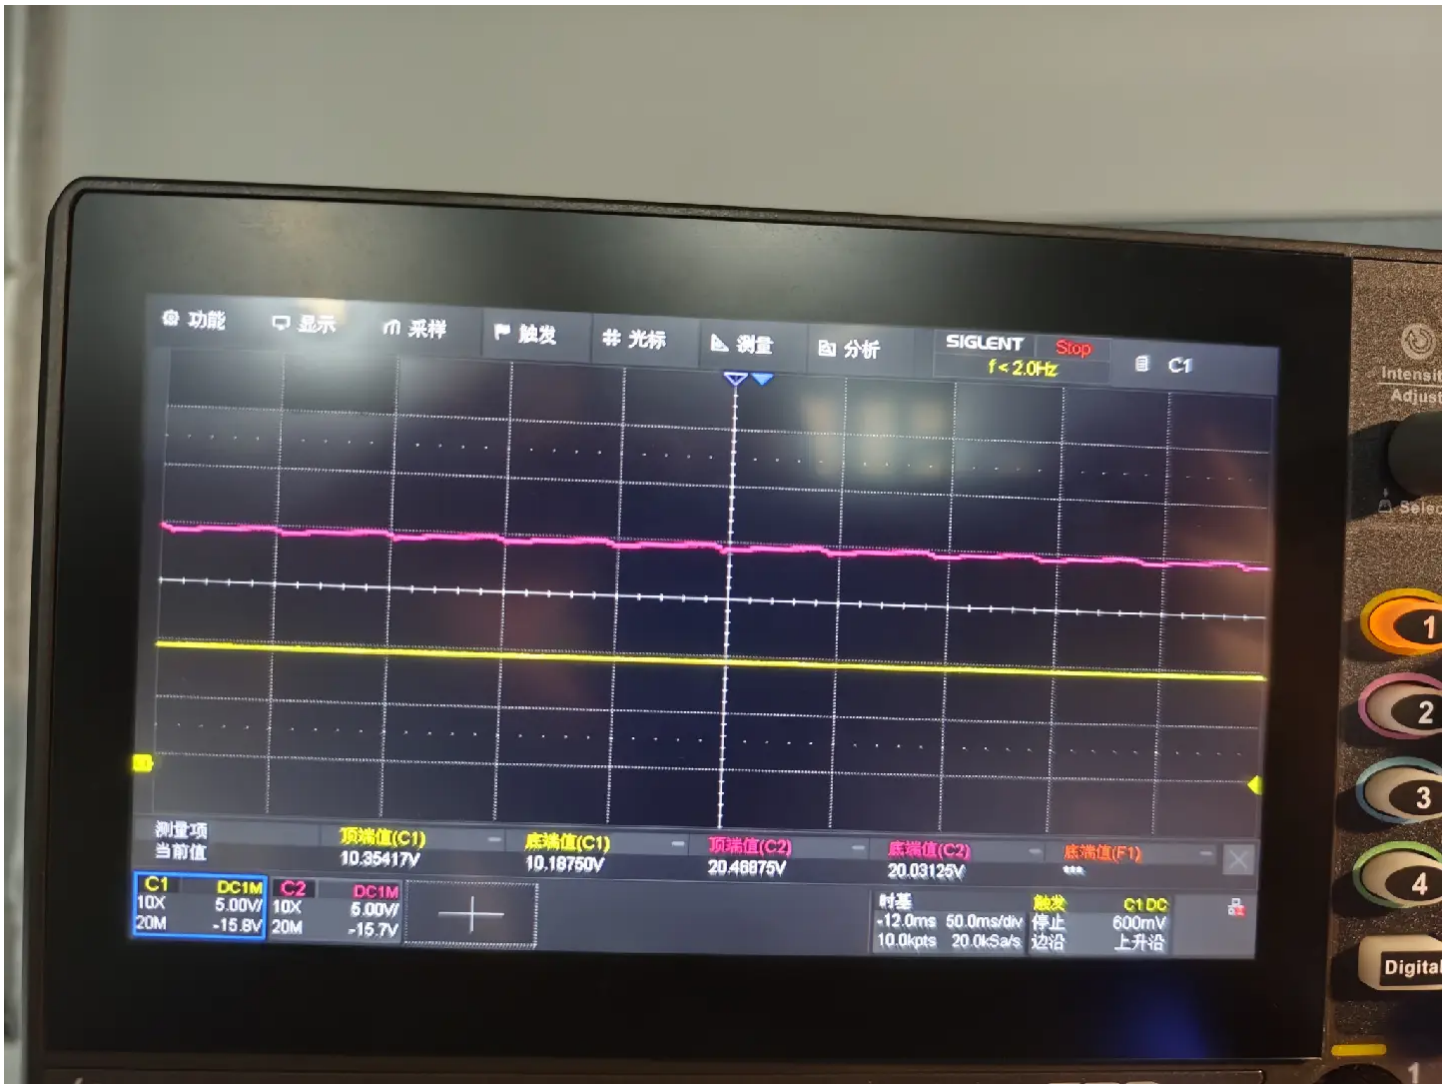 功能 显示 采样 触发 光标 测量 分析 SIGLENT Stop C1
f < 2.0Hz
Intensit
Adjust
Selec
测量项 顶端值(C1) 底端值(C1) 顶端值(C2) 底端值(C2) 底端值(F1)
当前值 10.35417V 10.18750V 20.46875V 20.03125V ***
C1 DC1M C2 DC1M 时基 触发 C1 DC
10X 5.00V/ 10X 5.00V/ -12.0ms 50.0ms/div 停止 600mV
20M -15.8V 20M -15.7V 10.0kpts 20.0kSa/s 边沿 上升沿
1
2
3
4
Digital
1